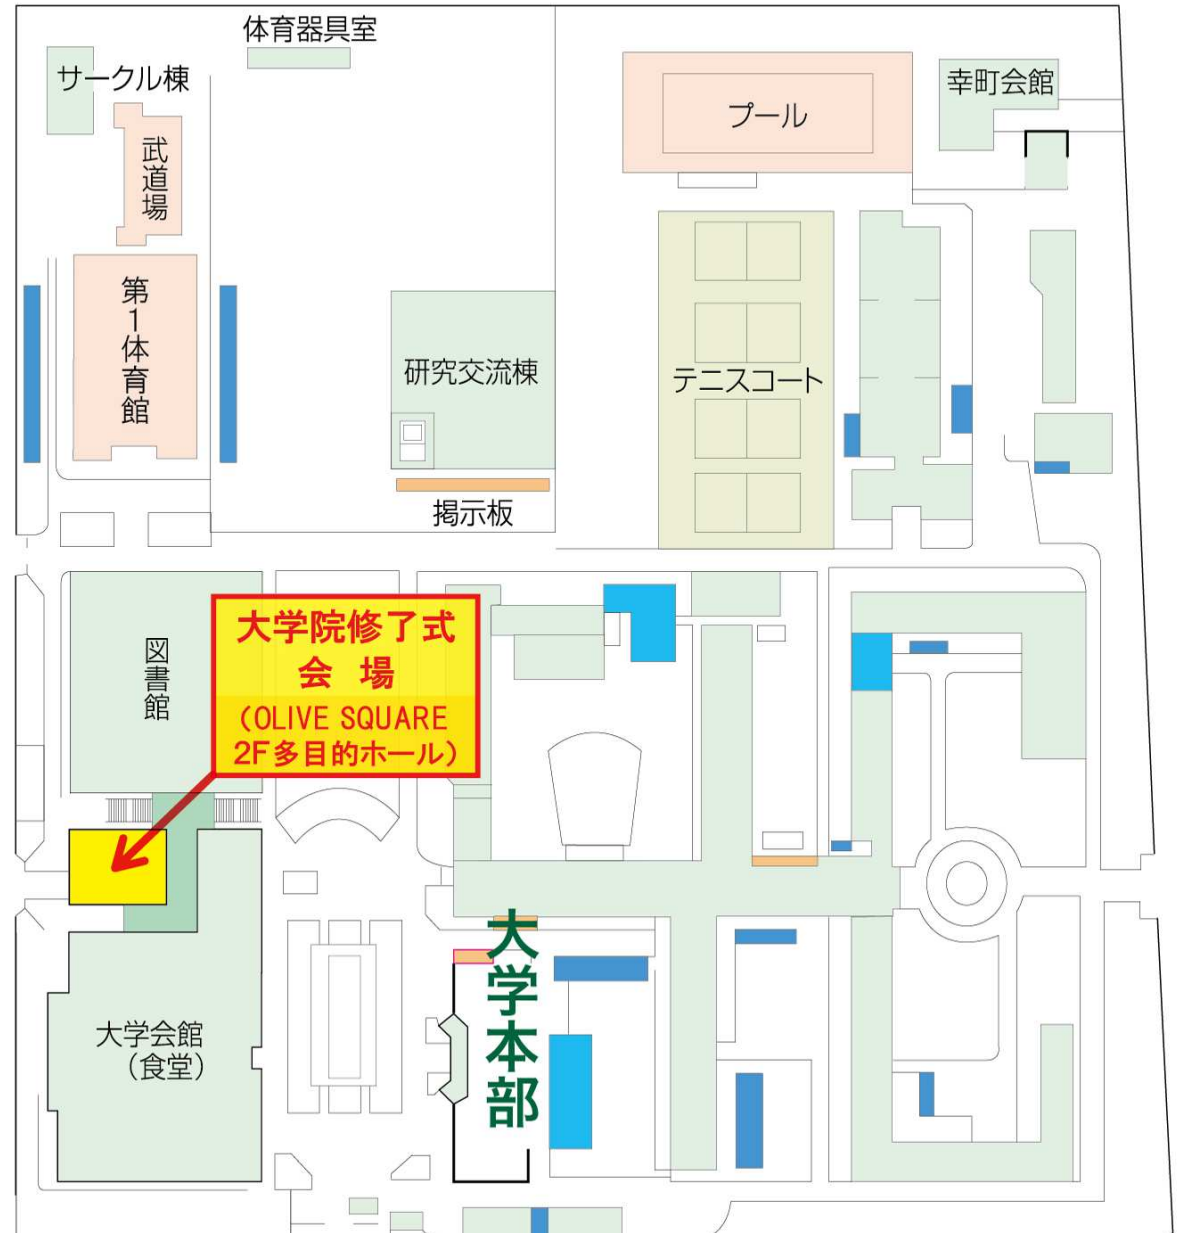 体育器具室
サークル棟
プール
幸町会館
武道場
第1体育館
研究交流棟
テニスコート
掲示板
図書館
大学院修了式
会 場
(OLIVE SQUARE
2F多目的ホール)
大学本部
大学会館
(食堂)